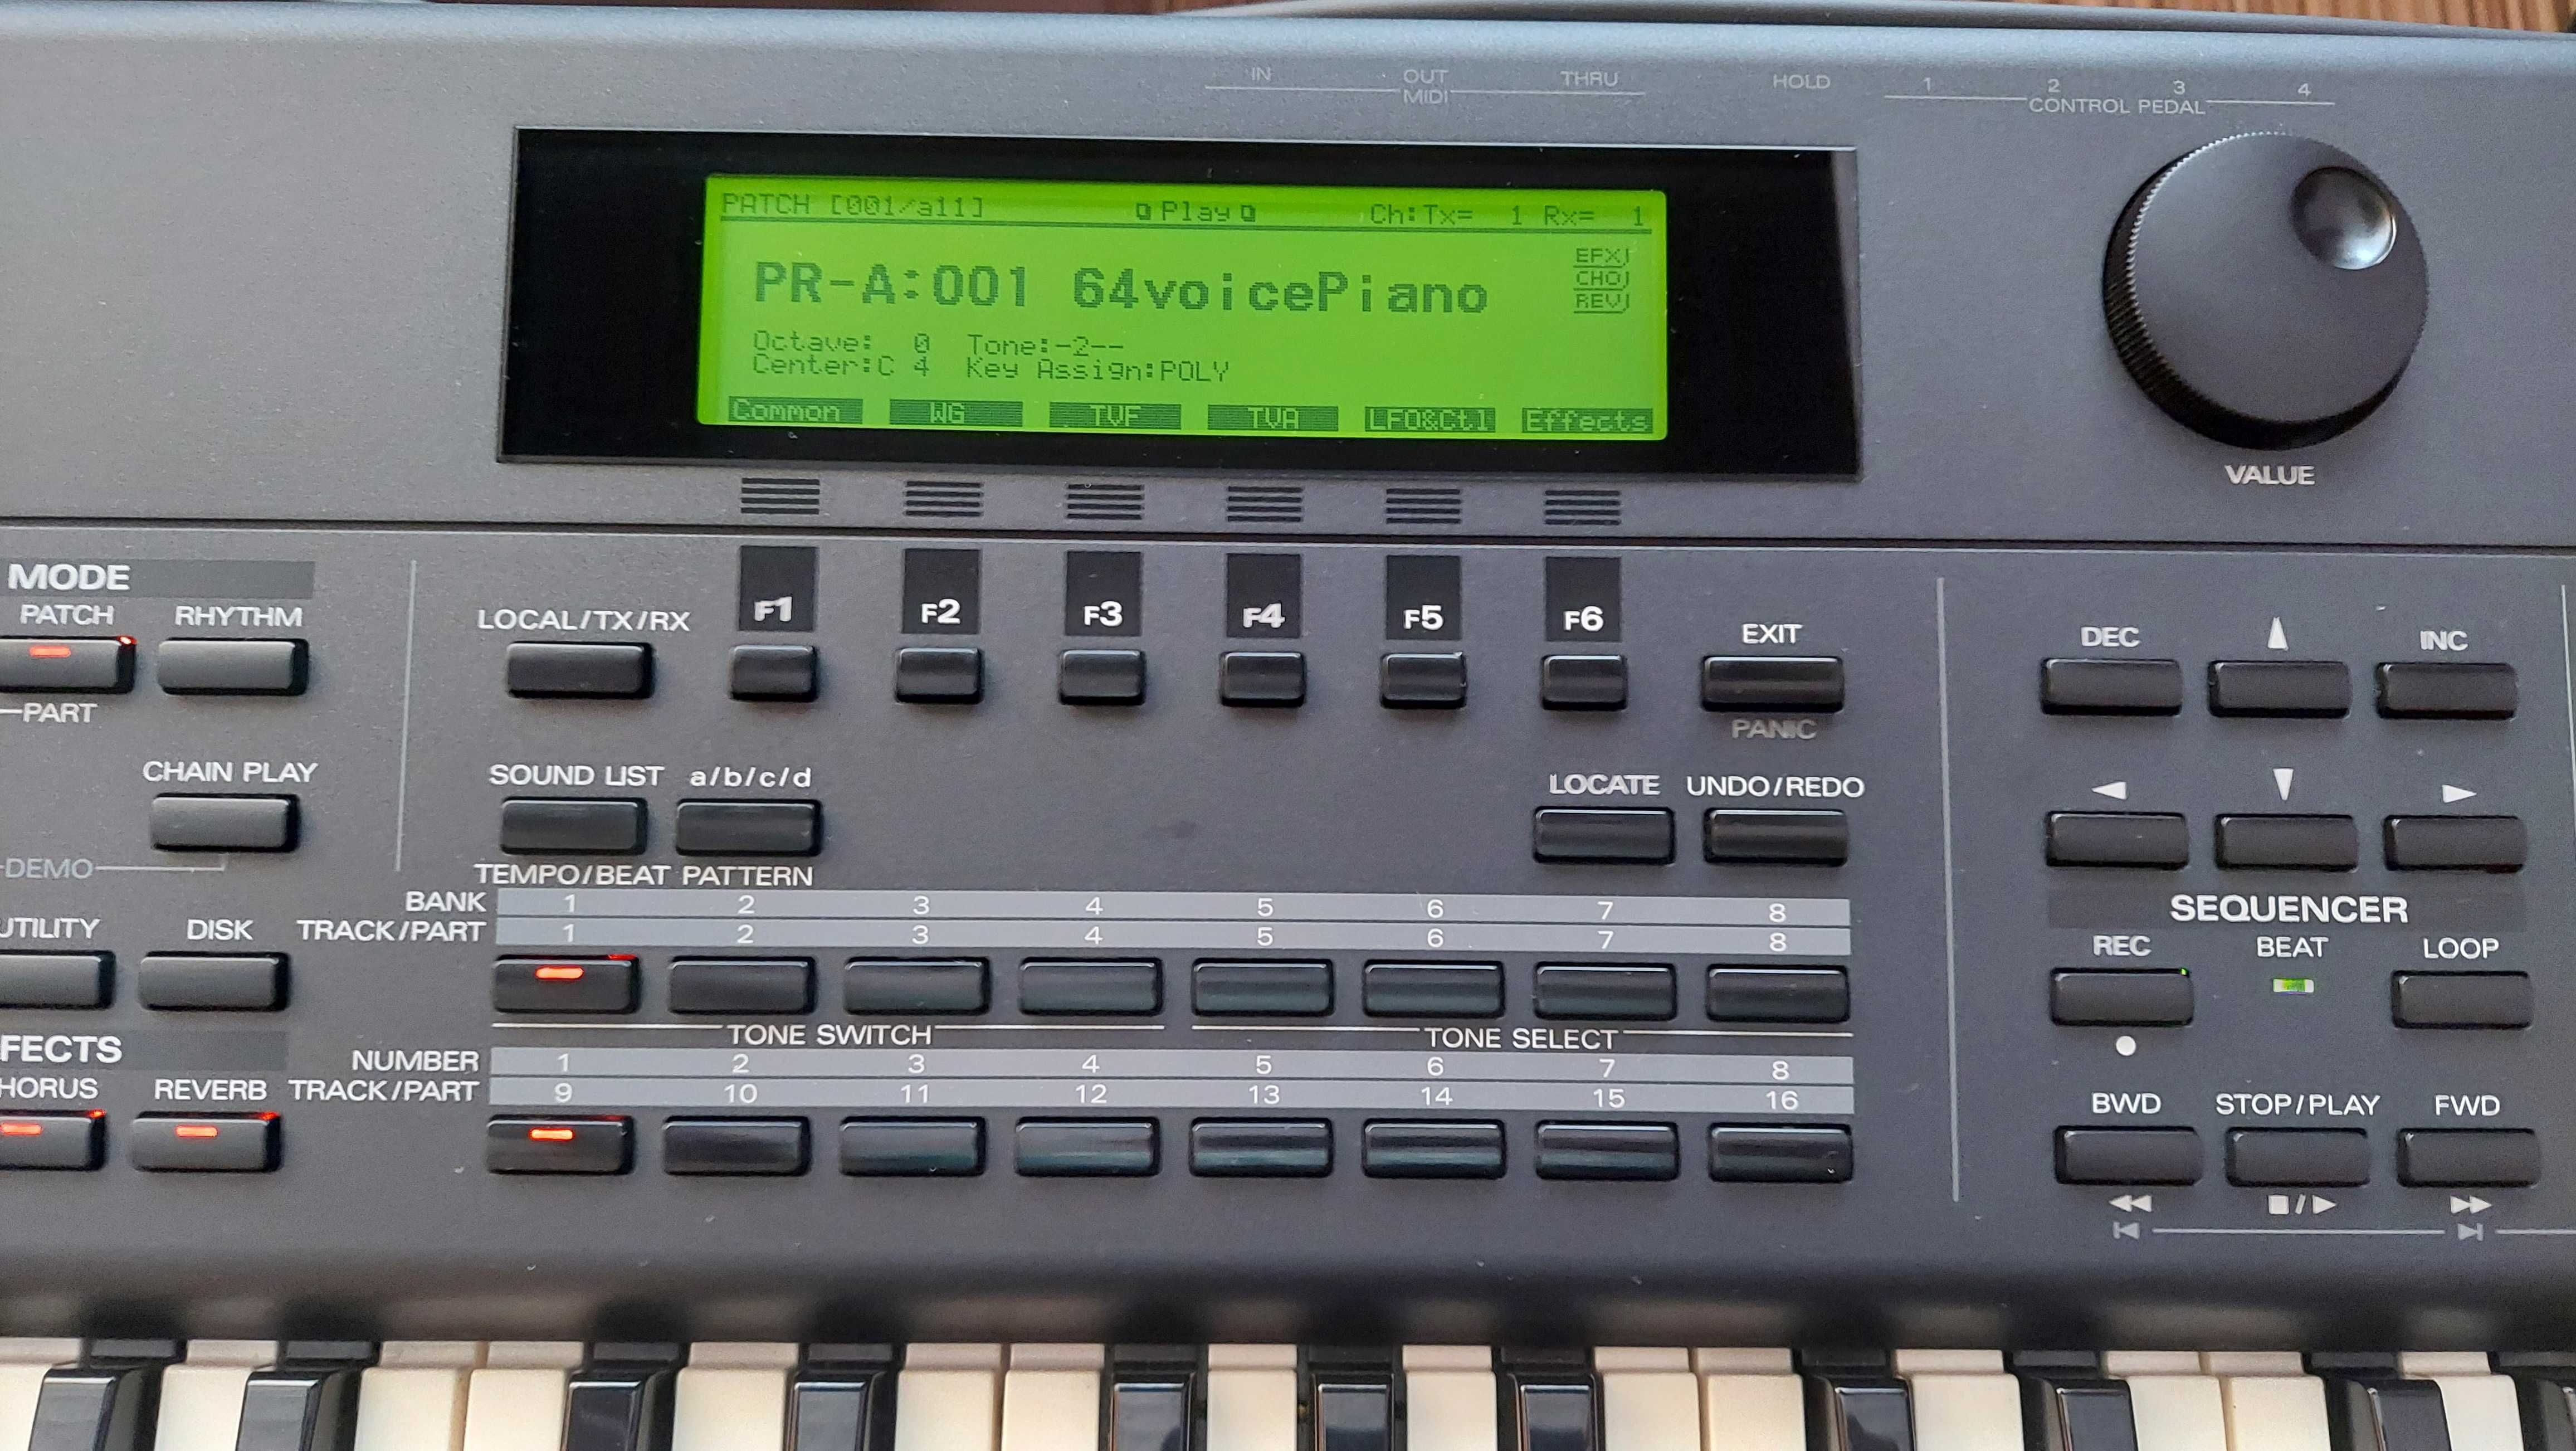 IN OUT THRU HOLD 1 2 3 4
MIDI CONTROL PEDAL
PATCH [001/a11] Play Ch:Tx= 1 Rx= 1
PR-A:001 64voicePiano
EFX
CHO
REV
Octave: 0 Tone:-2--
Center:C 4 Key Assign:POLY
Common WG TVF TVA LFO&Ctl Effects
VALUE
MODE
PATCH RHYTHM LOCAL/TX/RX F1 F2 F3 F4 F5 F6 EXIT DEC INC
PART PANIC
CHAIN PLAY SOUND LIST a/b/c/d LOCATE UNDO/REDO
DEMO TEMPO/BEAT PATTERN
BANK 1 2 3 4 5 6 7 8 SEQUENCER
UTILITY DISK TRACK/PART 1 2 3 4 5 6 7 8 REC BEAT LOOP
TONE SWITCH TONE SELECT
FECTS NUMBER 1 2 3 4 5 6 7 8
HORUS REVERB TRACK/PART 9 10 11 12 13 14 15 16 BWD STOP/PLAY FWD